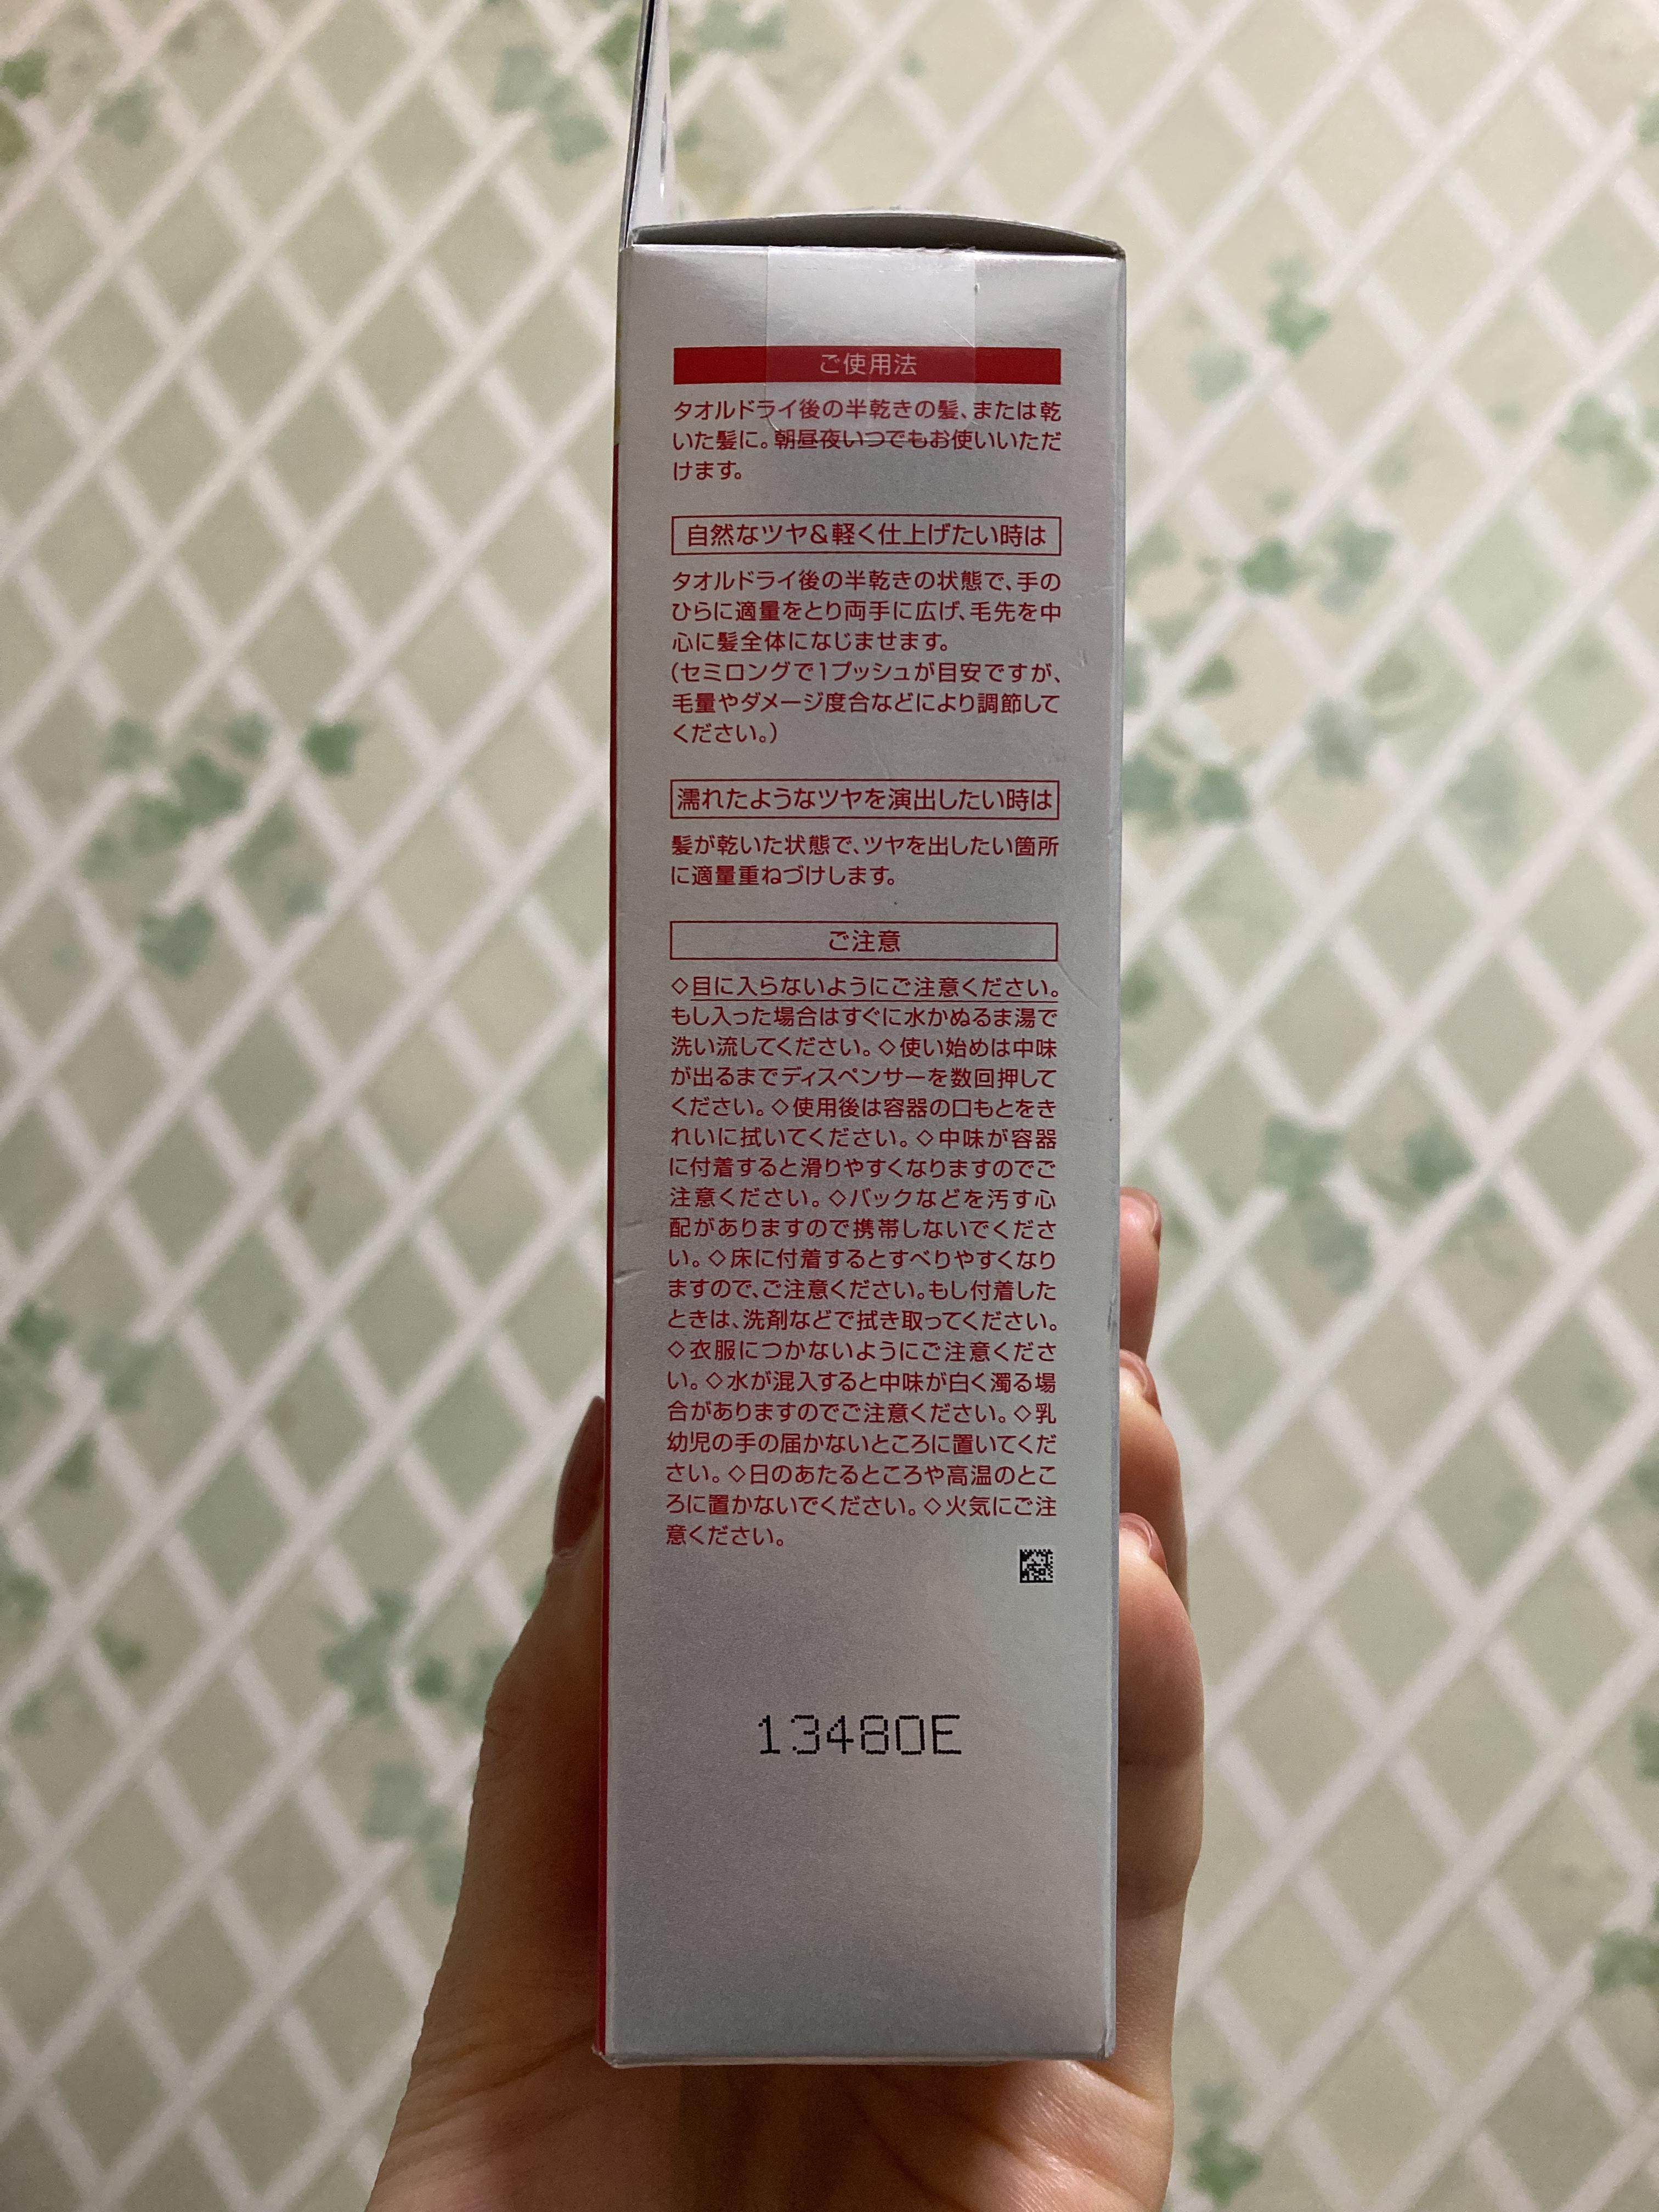 ご使用法
タオルドライ後の半乾きの髪、または乾
いた髪に。朝昼夜いつでもお使いいただ
けます。
自然なツヤ&軽く仕上げたい時は
タオルドライ後の半乾きの状態で、手の
ひらに適量をとり両手に広げ、毛先を中
心に髪全体になじませます。
(セミロングで1プッシュが目安ですが、
毛量やダメージ度合などにより調節して
ください。)
濡れたようなツヤを演出したい時は
髪が乾いた状態で、ツヤを出したい箇所
に適量重ねづけします。
ご注意
◇目に入らないようにご注意ください。
もし入った場合はすぐに水かぬるま湯で
洗い流してください。◇使い始めは中味
が出るまでディスペンサーを数回押して
ください。◇使用後は容器の口もとをき
れいに拭いてください。◇中味が容器
に付着すると滑りやすくなりますのでご
注意ください。◇バックなどを汚す心
配がありますので携帯しないでくださ
い。◇床に付着するとすべりやすくなり
ますので、ご注意ください。もし付着した
ときは、洗剤などで拭き取ってください。
◇衣服につかないようにご注意くださ
い。◇水が混入すると中味が白く濁る場
合がありますのでご注意ください。◇乳
幼児の手の届かないところに置いてくだ
さい。◇日のあたるところや高温のとこ
ろに置かないでください。◇火気にご注
意ください。
13480E